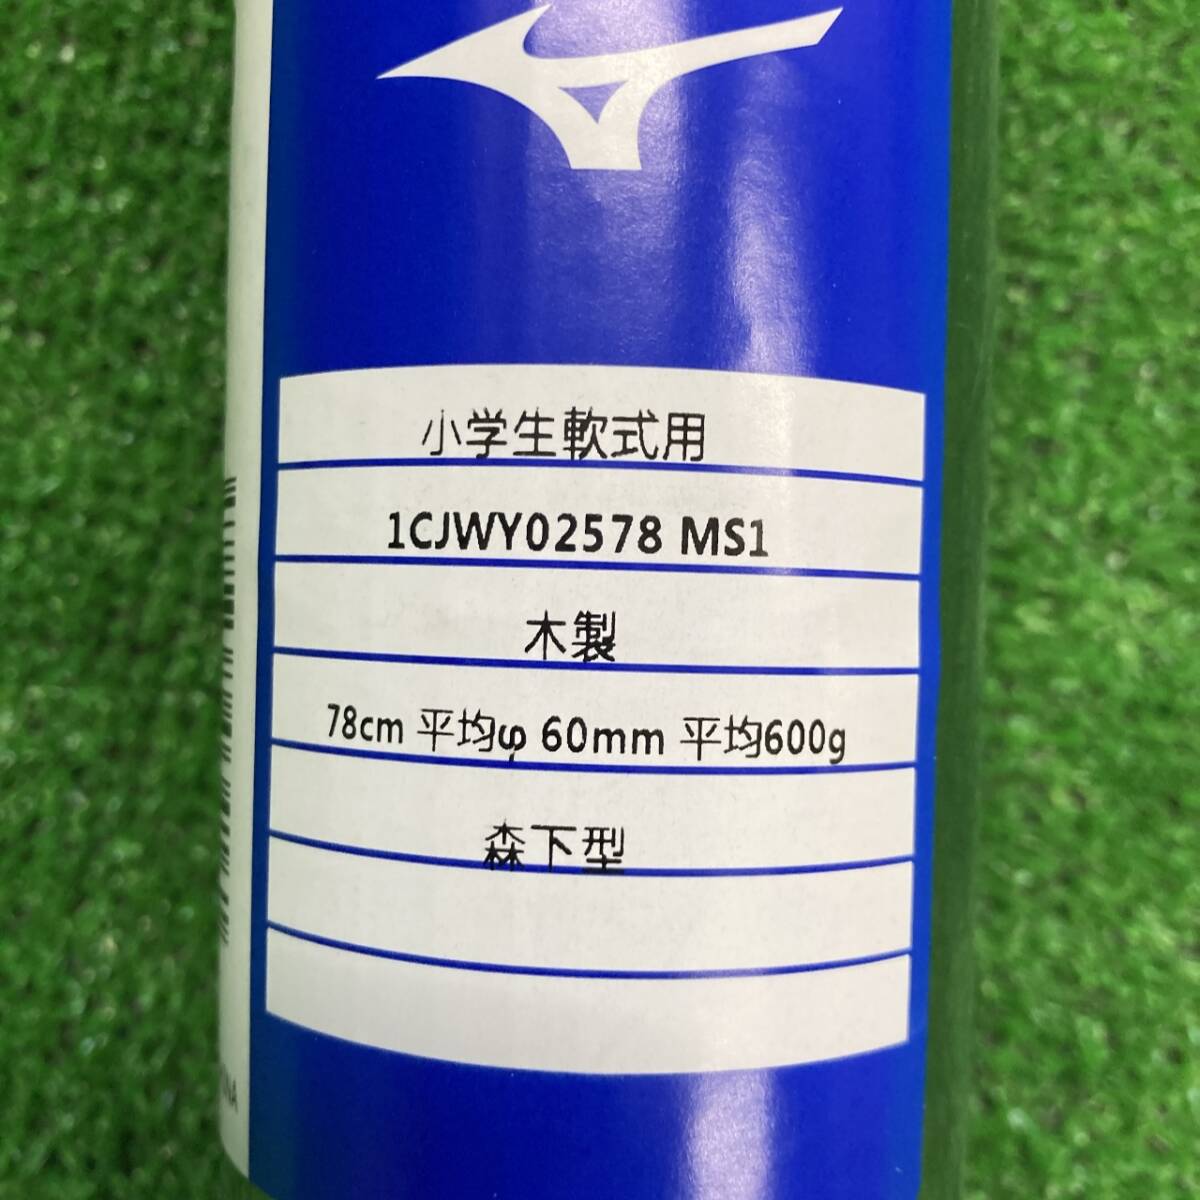 小学生軟式用
1CJWY02578 MS1
木製
78cm 平均φ 60mm 平均600g
森下型